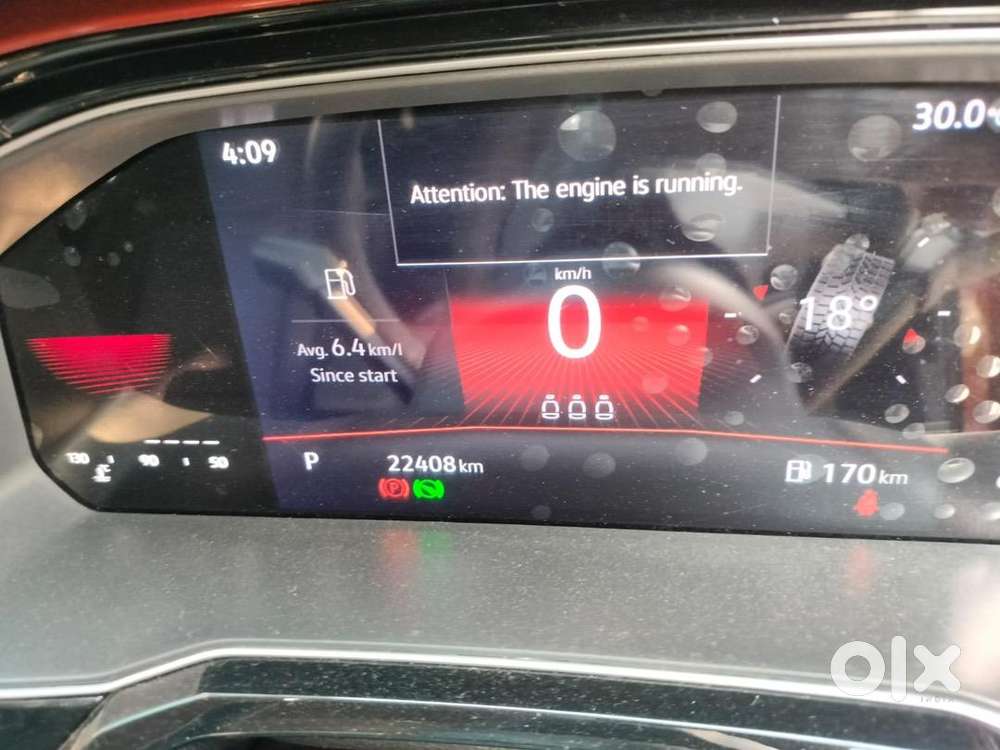 4:09
30.0
Attention: The engine is running.
km/h
0
18°
Avg. 6.4 km/l
Since start
130 90 50
P
22408 km
170 km
P
olx
INDIA